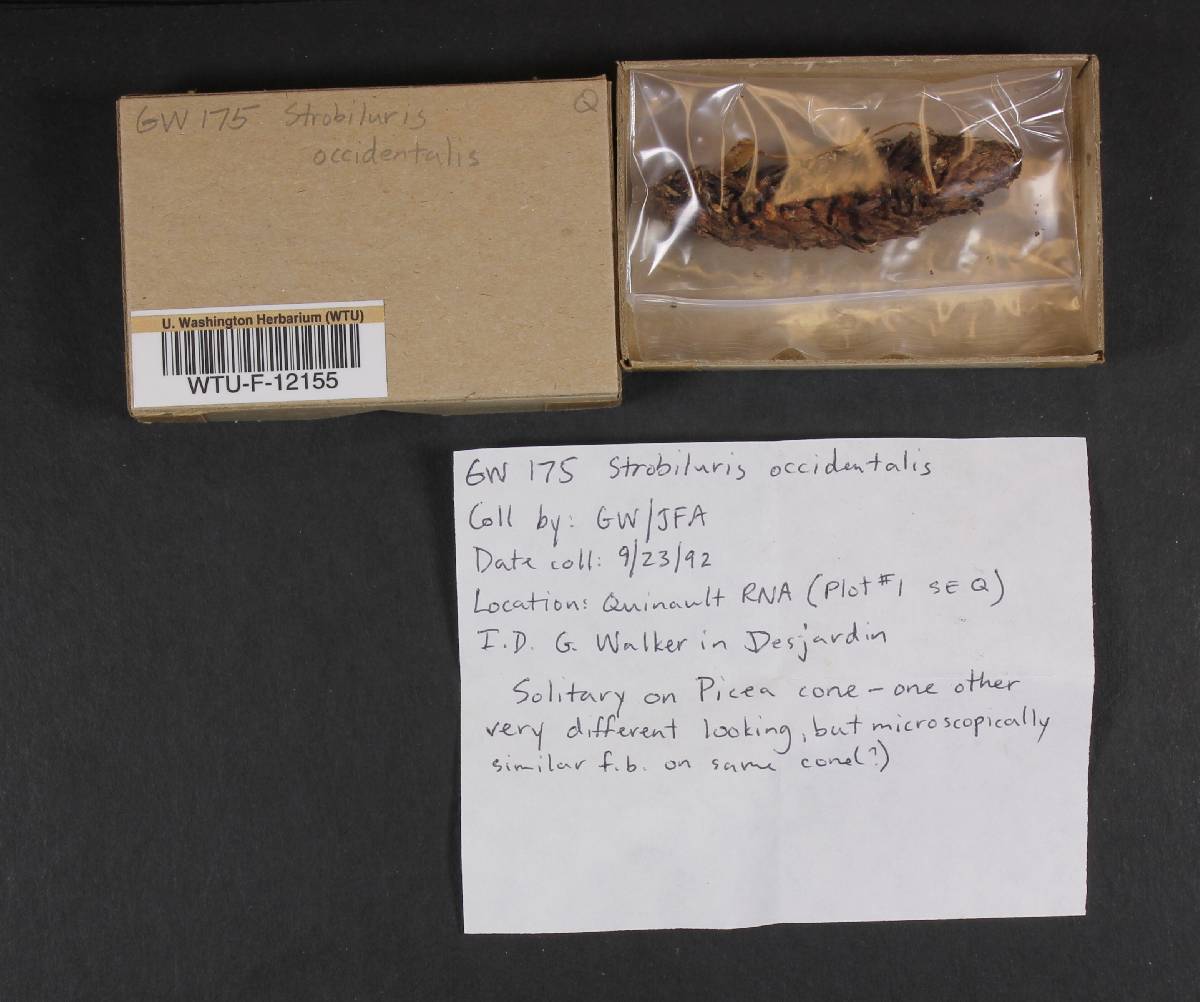 GW 175 Strobiluris Q
occidentalis
U. Washington Herbarium (WTU)
WTU-F-12155
GW 175 Strobiluris occidentalis
Coll by: GW/JFA
Date coll: 9/23/92
Location: Quinault RNA (Plot #1 SE Q)
I.D. G. Walker in Desjardin
Solitary on Picea cone - one other
very different looking, but microscopically
similar f.b. on same cone(?)